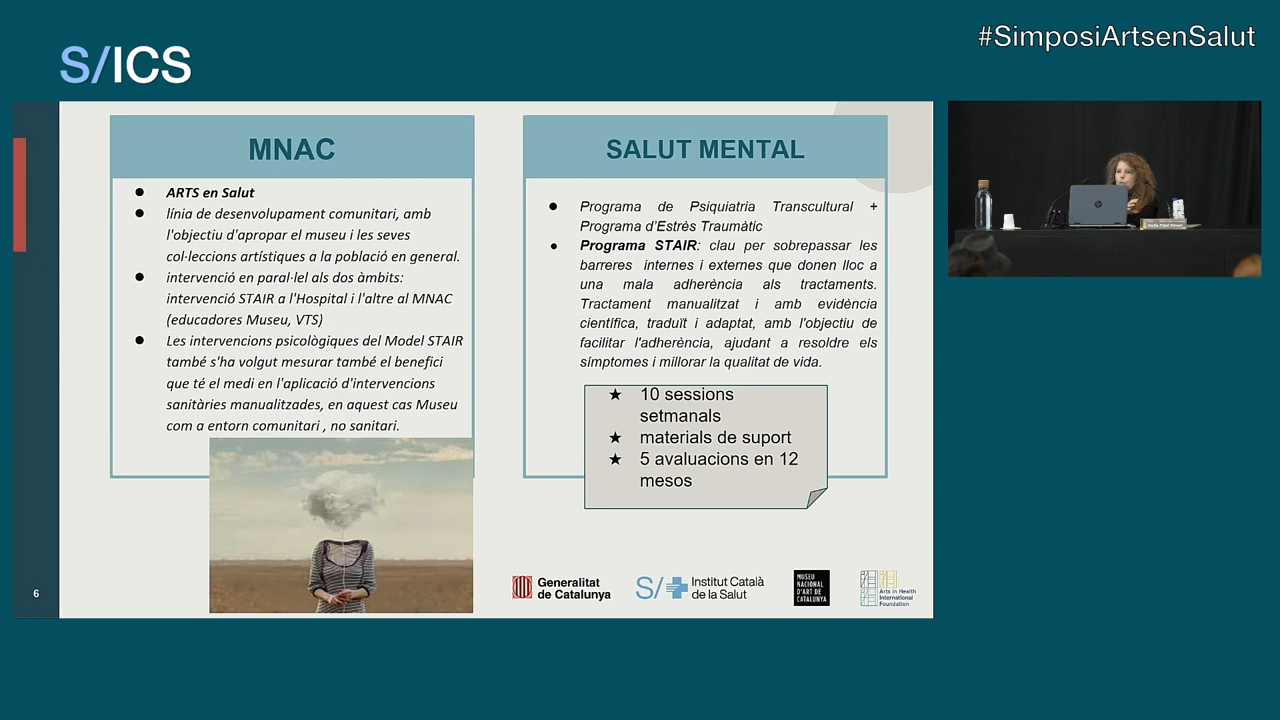 #SimposiArtsenSalut
S/ICS
MNAC
ARTS en Salut
línia de desenvolupament comunitari, amb
l'objectiu d'apropar el museu i les seves
col·leccions artístiques a la població en general.
intervenció en paral·lel als dos àmbits:
intervenció STAIR a l'Hospital i l'altre al MNAC
(educadores Museu, VTS)
Les intervencions psicològiques del Model STAIR
també s'ha volgut mesurar també el benefici
que té el medi en l'aplicació d'intervencions
sanitàries manualitzades, en aquest cas Museu
com a entorn comunitari , no sanitari.
SALUT MENTAL
Programa de Psiquiatria Transcultural +
Programa d'Estrès Traumàtic
Programa STAIR: clau per sobrepassar les
barreres internes i externes que donen lloc a
una mala adherència als tractaments.
Tractament manualitzat i amb evidència
científica, traduït i adaptat, amb l'objectiu de
facilitar l'adherència, ajudant a resoldre els
símptomes i millorar la qualitat de vida.
★ 10 sessions
setmanals
★ materials de suport
★ 5 avaluacions en 12
mesos
6
Generalitat
de Catalunya
S/
Institut Català
de la Salut
MUSEU
NACIONAL
D'ART DE
CATALUNYA
Arts in Health
International
Foundation
hp